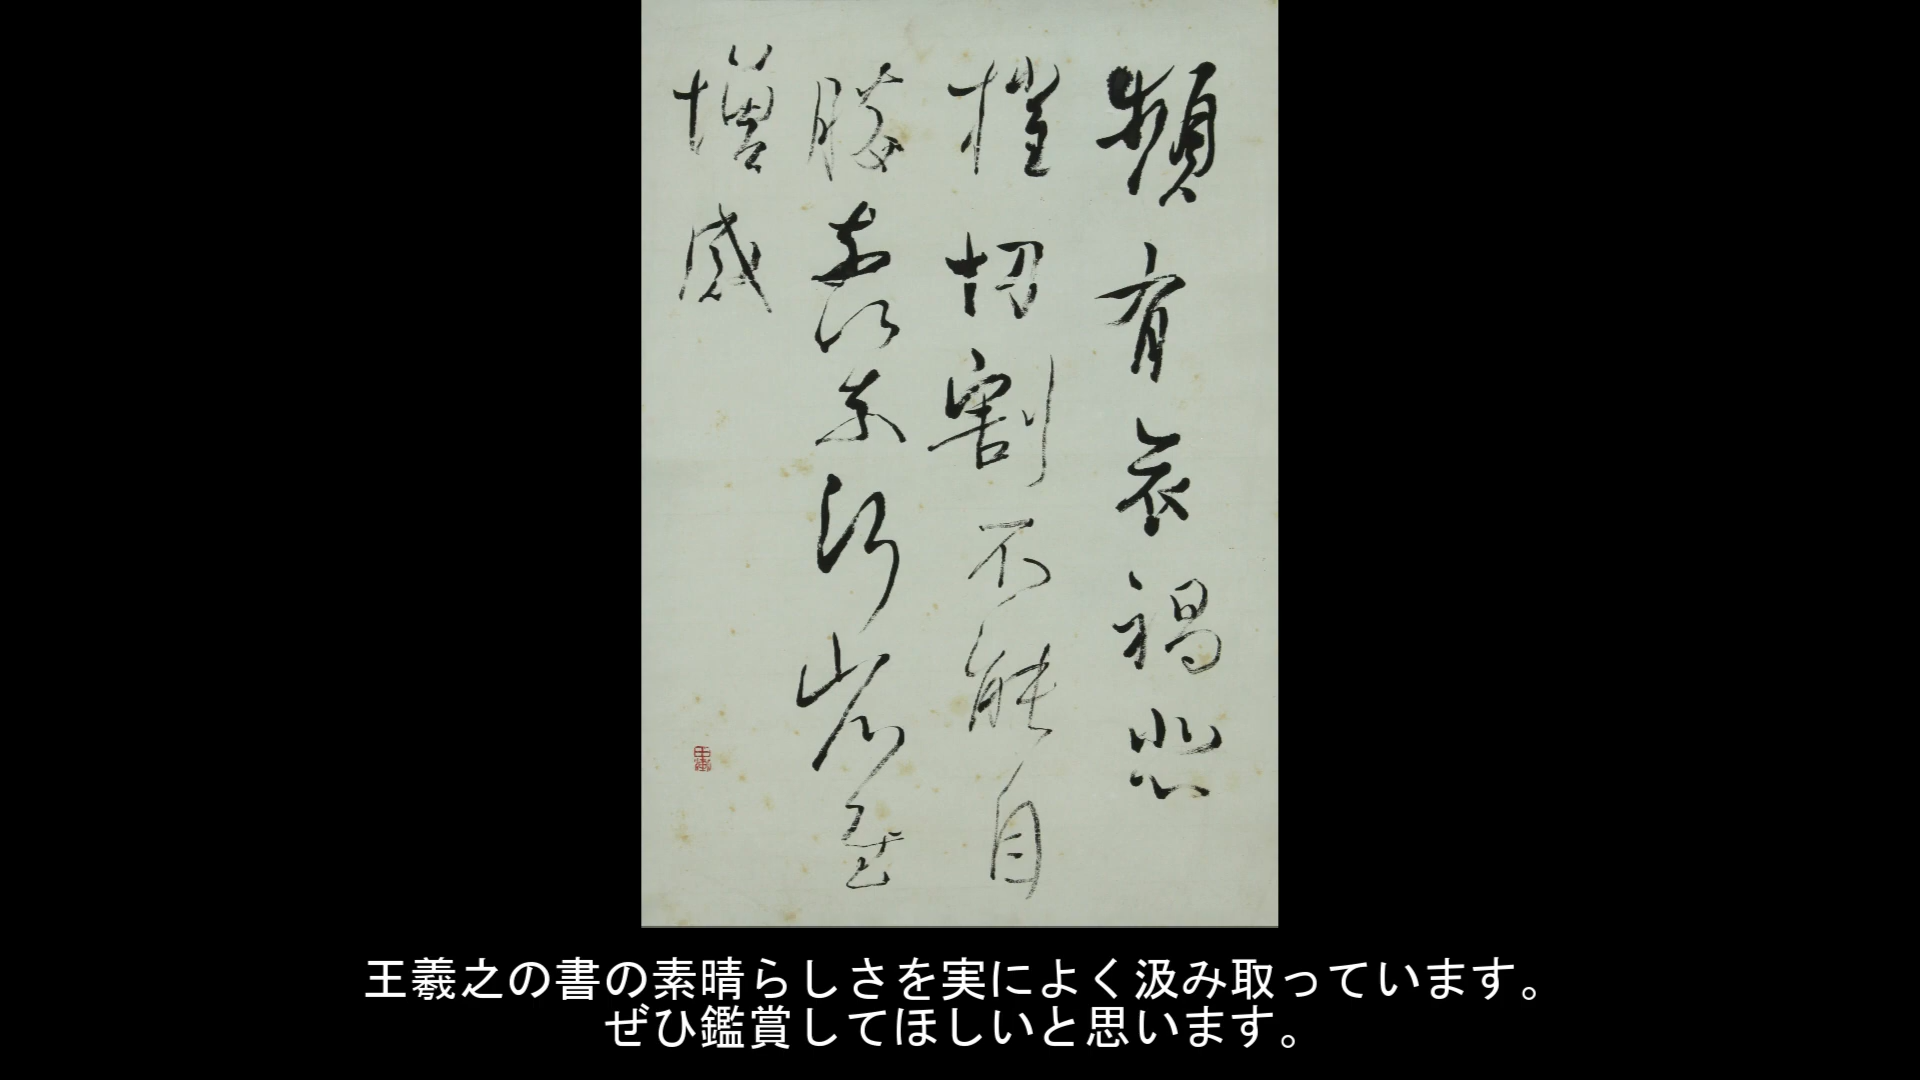 頻有哀禍悲
摧切割不能自
勝奈何奈何省慰
増感
王羲之の書の素晴らしさを実によく汲み取っています。
ぜひ鑑賞してほしいと思います。